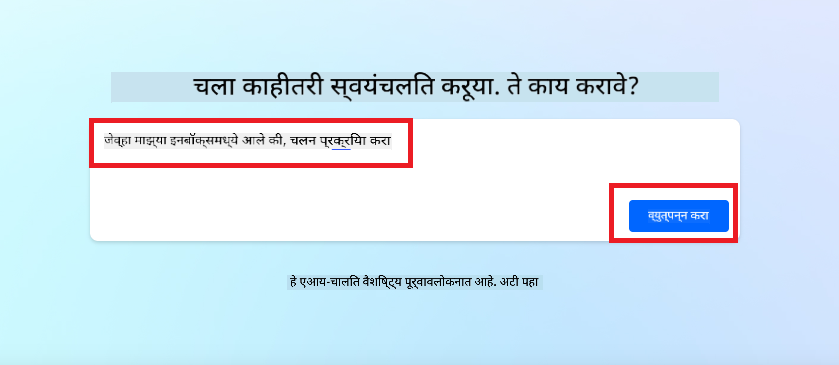 चला काहीतरी स्वयंचलति करूया. ते काय करावे?
जेव्हा माझ्या इनबॉक्समध्ये आले की, चलन प्रक्रिया करा
व्युत्पन्न करा
हे एआय-चालति वैशिष्ट्य पूर्वावलोकनात आहे. अटी पहा